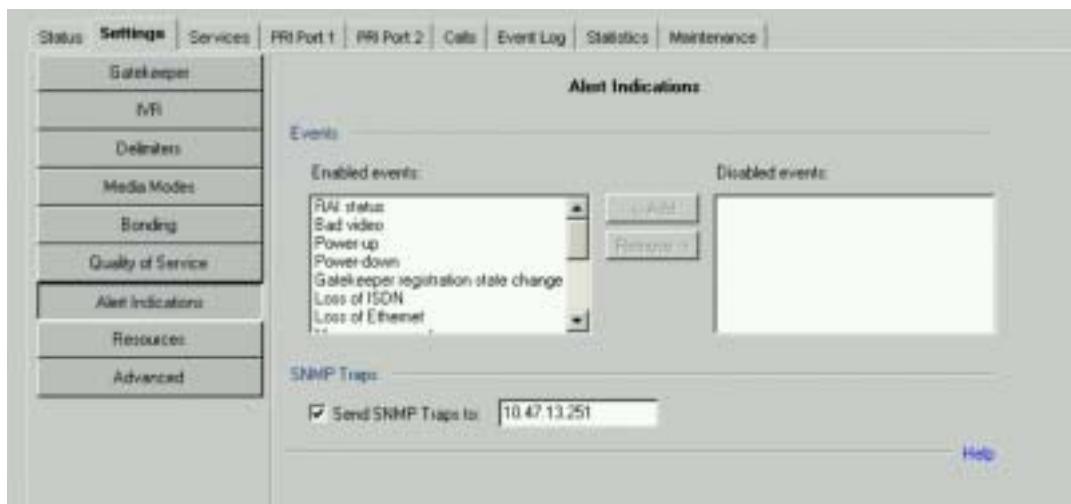 Status Settings Services PRI Port 1 PRI Port 2 Calls Event Log Statistics Maintenance
Gatekeeper
IVR
Delimiters
Media Modes
Bonding
Quality of Service
Alert Indications
Resources
Advanced
Alert Indications
Events
Enabled events:
RAI status
Bad video
Power up
Power down
Gatekeeper registration state change
Loss of ISDN
Loss of Ethernet
Add
Remove
Disabled events:
SNMP Traps
Send SNMP Traps to: 10.47.13.251
Help